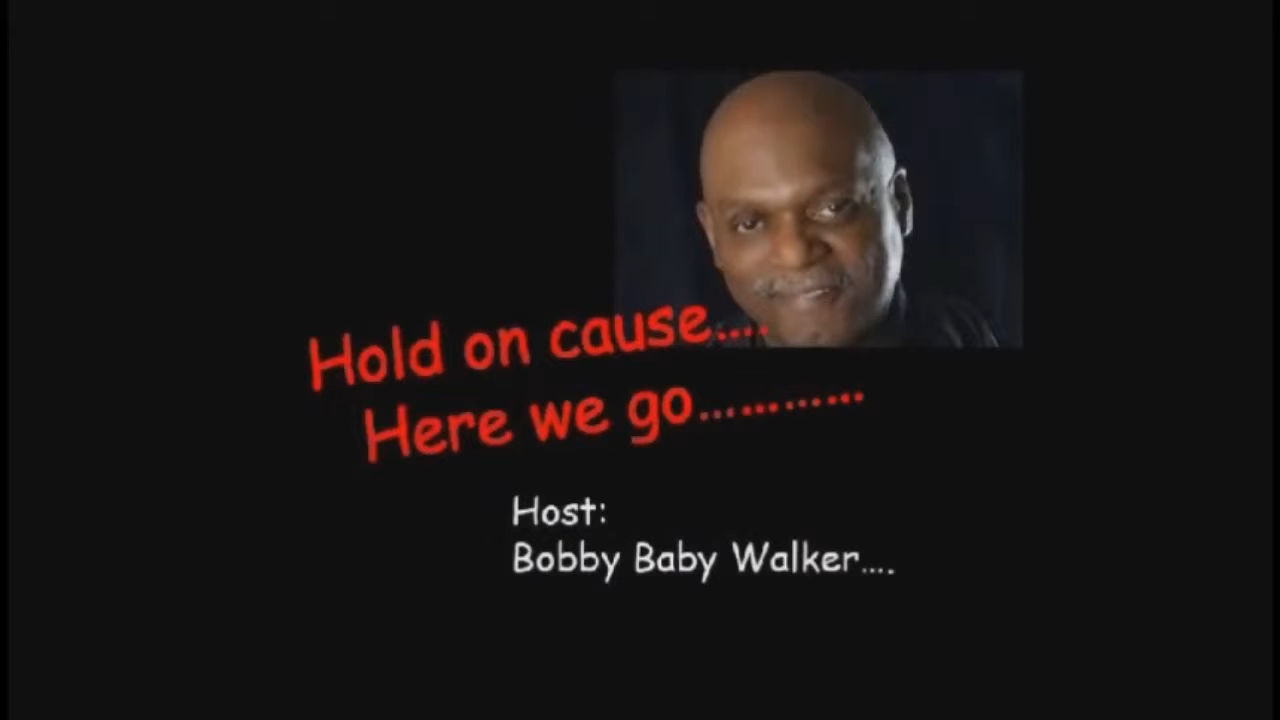 Hold on cause....
Here we go............
Host:
Bobby Baby Walker....